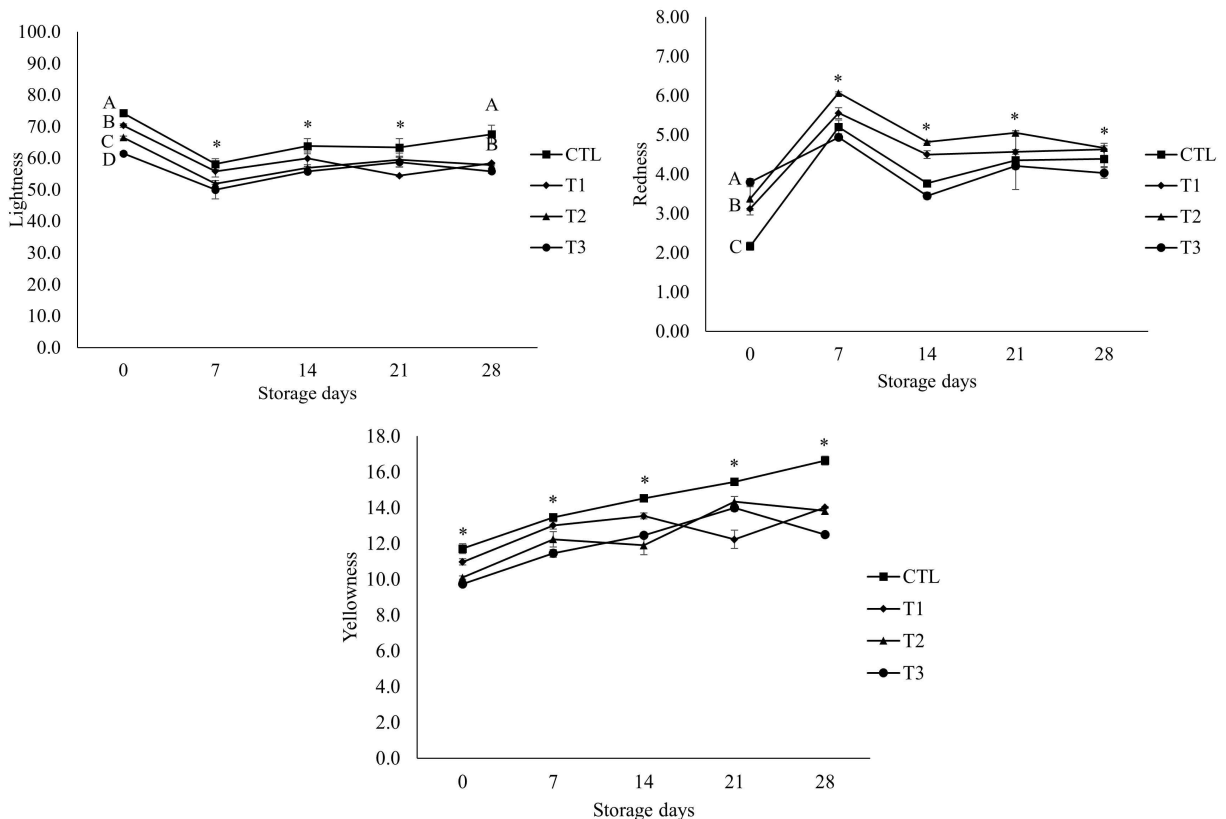 100.0
90.0
80.0
70.0
60.0
50.0
40.0
30.0
20.0
10.0
0.0
Lightness
A
B
C
D
*
*
*
A
B
0 7 14 21 28
Storage days
CTL
T1
T2
T3
8.00
7.00
6.00
5.00
4.00
3.00
2.00
1.00
0.00
Redness
A
B
C
*
*
*
*
0 7 14 21 28
Storage days
CTL
T1
T2
T3
18.0
16.0
14.0
12.0
10.0
8.0
6.0
4.0
2.0
0.0
Yellowness
*
*
*
*
*
0 7 14 21 28
Storage days
CTL
T1
T2
T3